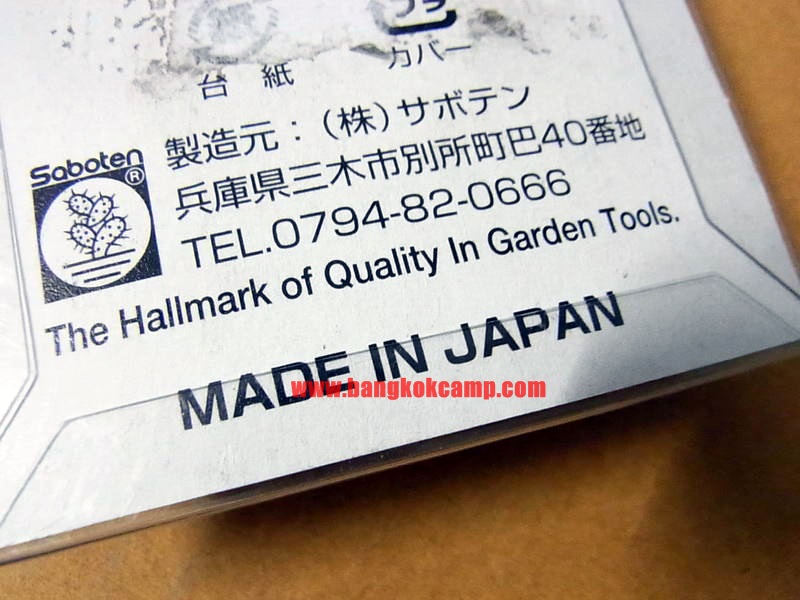 プラ
台紙
カバー
Saboten
®
製造元：(株)サボテン
兵庫県三木市別所町巴40番地
TEL.0794-82-0666
The Hallmark of Quality In Garden Tools.
MADE IN JAPAN
www.bangkokcamp.com